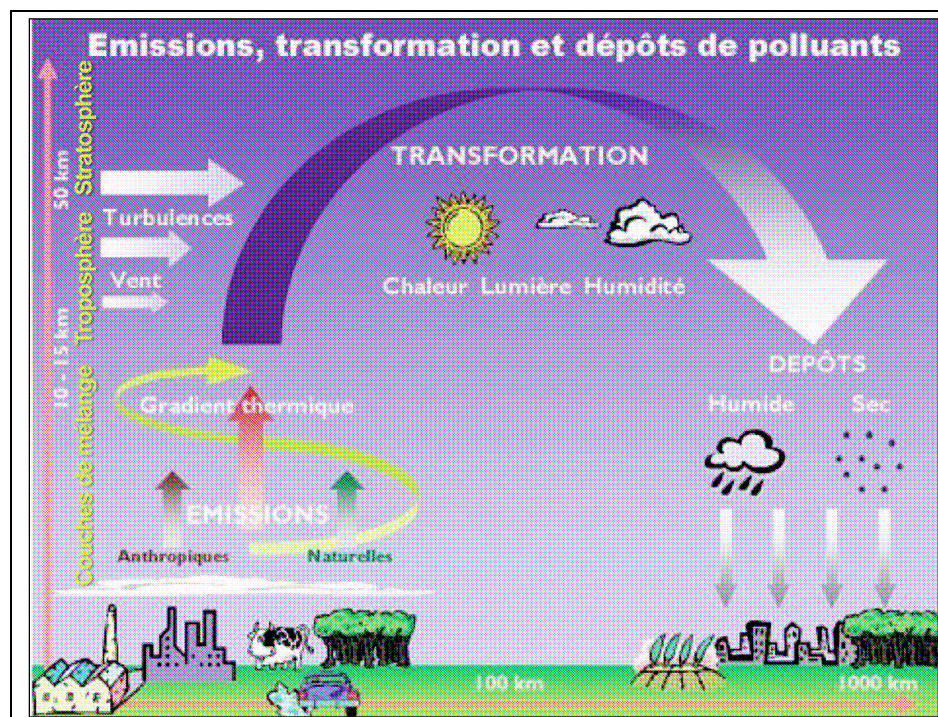 Emissions, transformation et dépôts de polluants
Stratosphère
50 km
Troposphère
10 - 15 km
Couches de mélange
TRANSFORMATION
Turbulences
Vent
Chaleur Lumière Humidité
DEPÔTS
Humide Sec
Gradient thermique
EMISSIONS
Anthropiques Naturelles
100 km 1000 km